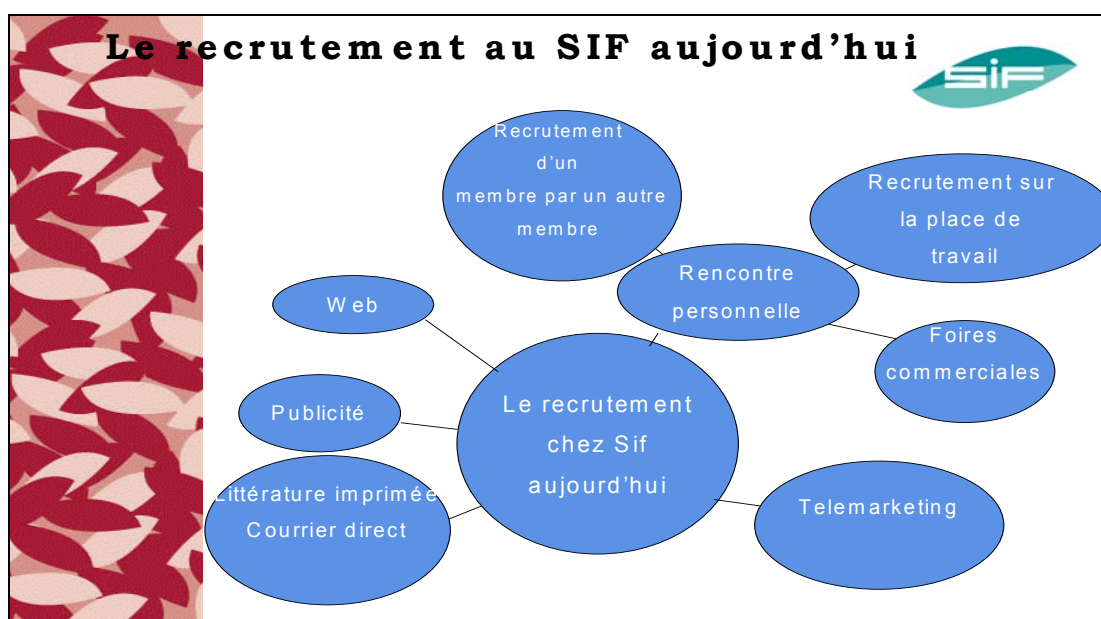 Le recrutement au SIF aujourd’hui
SiF
Recrutement
d’un
membre par un autre
membre
Recrutement sur
la place de
travail
Rencontre
personnelle
Web
Foires
commerciales
Publicité
Le recrutement
chez Sif
aujourd’hui
Littérature imprimée
Courrier direct
Telemarketing